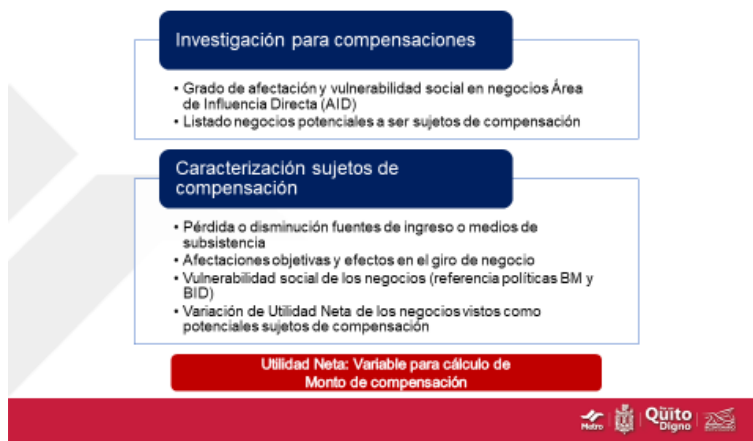 Investigación para compensaciones
• Grado de afectación y vulnerabilidad social en negocios Área
de Influencia Directa (AID)
• Listado negocios potenciales a ser sujetos de compensación
Caracterización sujetos de
compensación
• Pérdida o disminución fuentes de ingreso o medios de
subsistencia
• Afectaciones objetivas y efectos en el giro de negocio
• Vulnerabilidad social de los negocios (referencia políticas BM y
BID)
• Variación de Utilidad Neta de los negocios vistos como
potenciales sujetos de compensación
Utilidad Neta: Variable para cálculo de
Monto de compensación
Metro
Quito
Digno